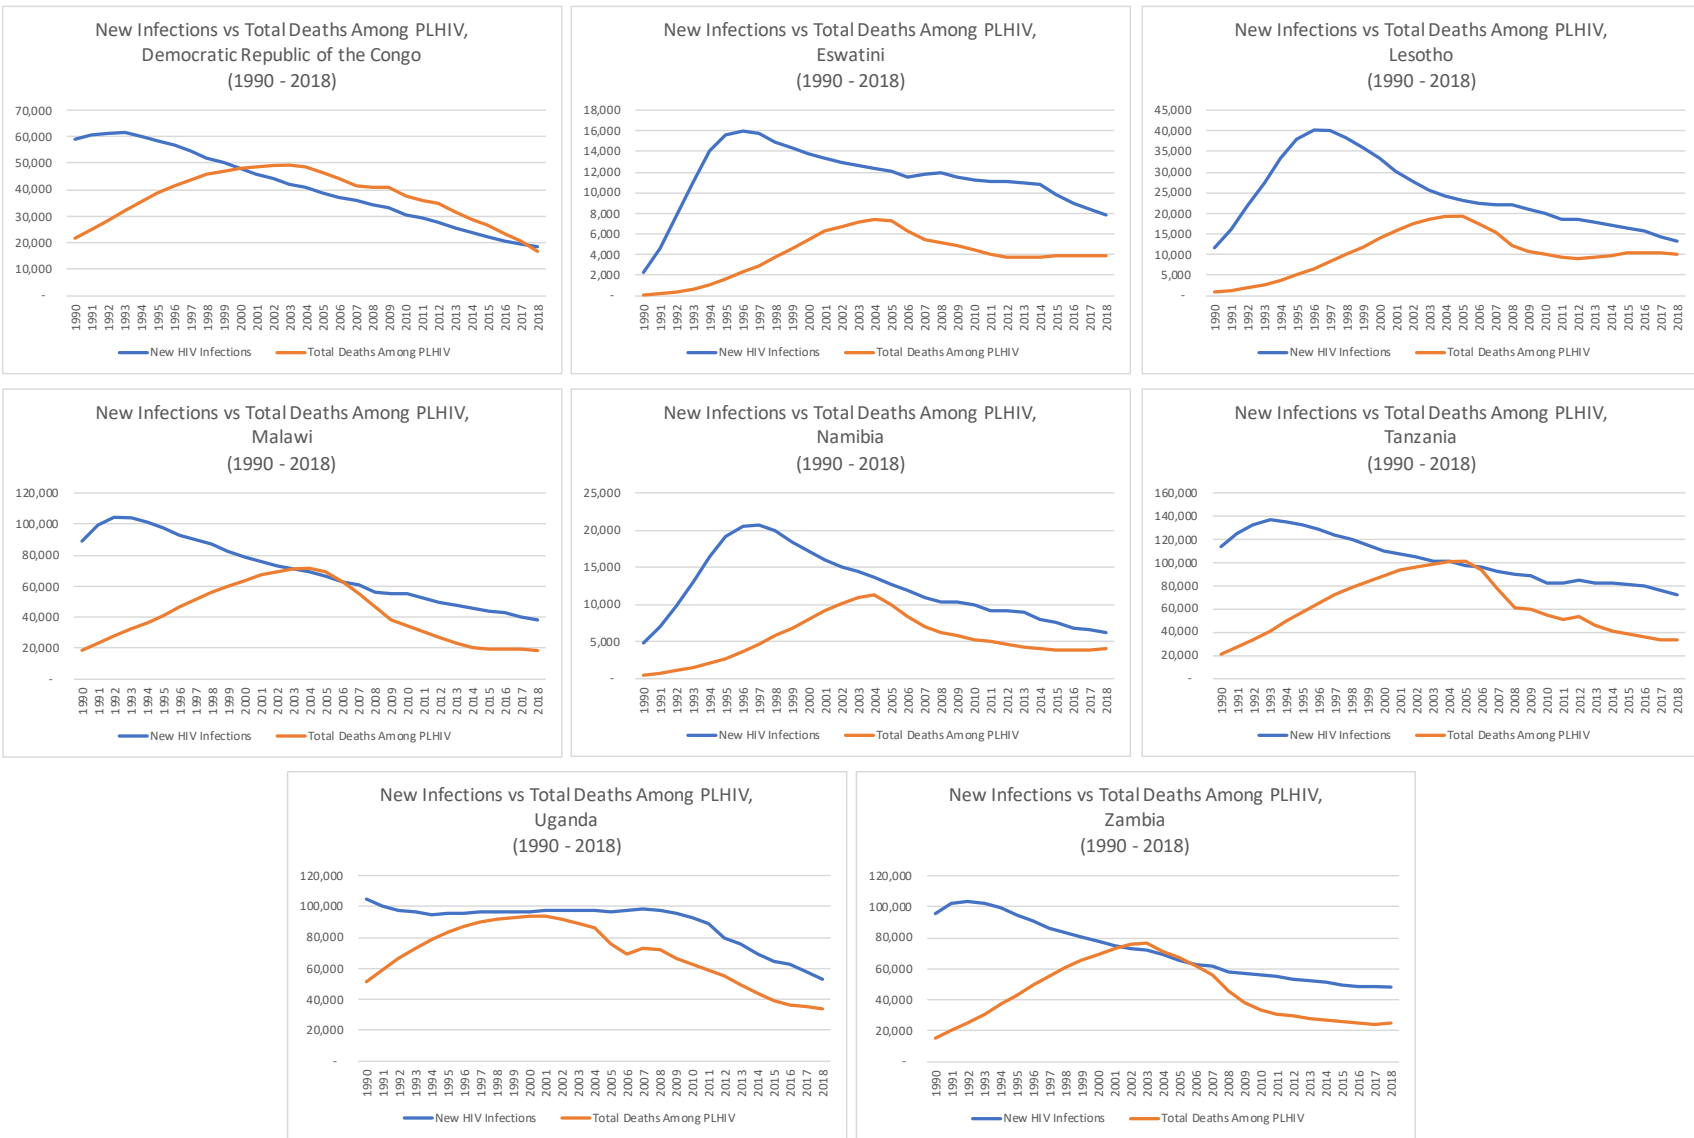 New Infections vs Total Deaths Among PLHIV,
Democratic Republic of the Congo
(1990 - 2018)
70,000
60,000
50,000
40,000
30,000
20,000
10,000
-
1990 1991 1992 1993 1994 1995 1996 1997 1998 1999 2000 2001 2002 2003 2004 2005 2006 2007 2008 2009 2010 2011 2012 2013 2014 2015 2016 2017 2018
New HIV Infections Total Deaths Among PLHIV
New Infections vs Total Deaths Among PLHIV,
Eswatini
(1990 - 2018)
18,000
16,000
14,000
12,000
10,000
8,000
6,000
4,000
2,000
-
1990 1991 1992 1993 1994 1995 1996 1997 1998 1999 2000 2001 2002 2003 2004 2005 2006 2007 2008 2009 2010 2011 2012 2013 2014 2015 2016 2017 2018
New HIV Infections Total Deaths Among PLHIV
New Infections vs Total Deaths Among PLHIV,
Lesotho
(1990 - 2018)
45,000
40,000
35,000
30,000
25,000
20,000
15,000
10,000
5,000
-
1990 1991 1992 1993 1994 1995 1996 1997 1998 1999 2000 2001 2002 2003 2004 2005 2006 2007 2008 2009 2010 2011 2012 2013 2014 2015 2016 2017 2018
New HIV Infections Total Deaths Among PLHIV
New Infections vs Total Deaths Among PLHIV,
Malawi
(1990 - 2018)
120,000
100,000
80,000
60,000
40,000
20,000
-
1990 1991 1992 1993 1994 1995 1996 1997 1998 1999 2000 2001 2002 2003 2004 2005 2006 2007 2008 2009 2010 2011 2012 2013 2014 2015 2016 2017 2018
New HIV Infections Total Deaths Among PLHIV
New Infections vs Total Deaths Among PLHIV,
Namibia
(1990 - 2018)
25,000
20,000
15,000
10,000
5,000
-
1990 1991 1992 1993 1994 1995 1996 1997 1998 1999 2000 2001 2002 2003 2004 2005 2006 2007 2008 2009 2010 2011 2012 2013 2014 2015 2016 2017 2018
New HIV Infections Total Deaths Among PLHIV
New Infections vs Total Deaths Among PLHIV,
Tanzania
(1990 - 2018)
160,000
140,000
120,000
100,000
80,000
60,000
40,000
20,000
-
1990 1991 1992 1993 1994 1995 1996 1997 1998 1999 2000 2001 2002 2003 2004 2005 2006 2007 2008 2009 2010 2011 2012 2013 2014 2015 2016 2017 2018
New HIV Infections Total Deaths Among PLHIV
New Infections vs Total Deaths Among PLHIV,
Uganda
(1990 - 2018)
120,000
100,000
80,000
60,000
40,000
20,000
-
1990 1991 1992 1993 1994 1995 1996 1997 1998 1999 2000 2001 2002 2003 2004 2005 2006 2007 2008 2009 2010 2011 2012 2013 2014 2015 2016 2017 2018
New HIV Infections Total Deaths Among PLHIV
New Infections vs Total Deaths Among PLHIV,
Zambia
(1990 - 2018)
120,000
100,000
80,000
60,000
40,000
20,000
-
1990 1991 1992 1993 1994 1995 1996 1997 1998 1999 2000 2001 2002 2003 2004 2005 2006 2007 2008 2009 2010 2011 2012 2013 2014 2015 2016 2017 2018
New HIV Infections Total Deaths Among PLHIV